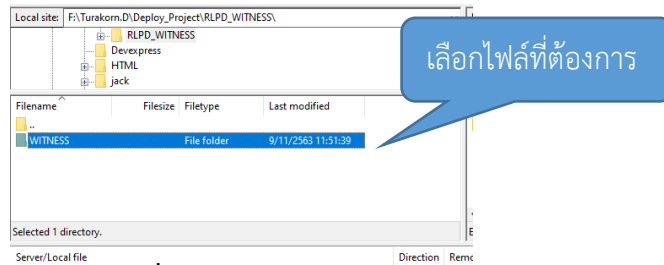 Local site: F:\Turakorn.D\Deploy_Project\RLPD_WITNESS\
RLPD_WITNESS
Devexpress
HTML
jack
เลือกไฟล์ที่ต้องการ
Filename Filesize Filetype Last modified
..
WITNESS File folder 9/11/2563 11:51:39
Selected 1 directory.
Server/Local file Direction